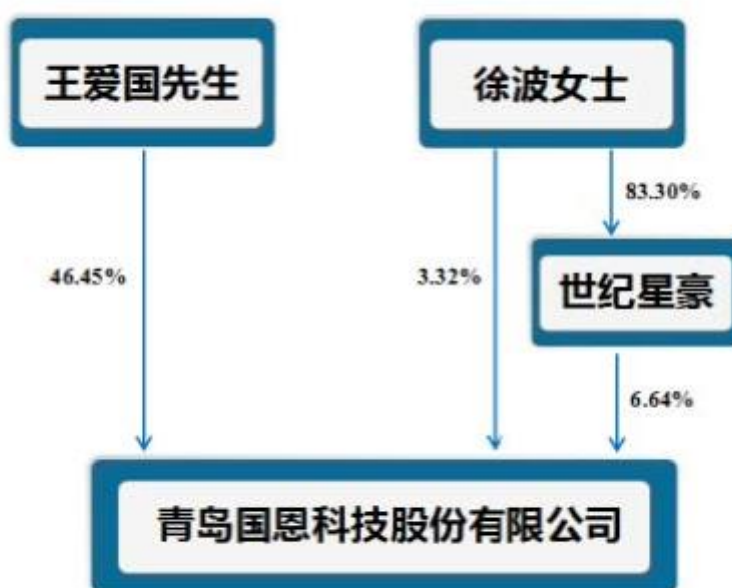 王爱国先生
徐波女士
83.30%
46.45%
3.32%
世纪星豪
6.64%
青岛国恩科技股份有限公司